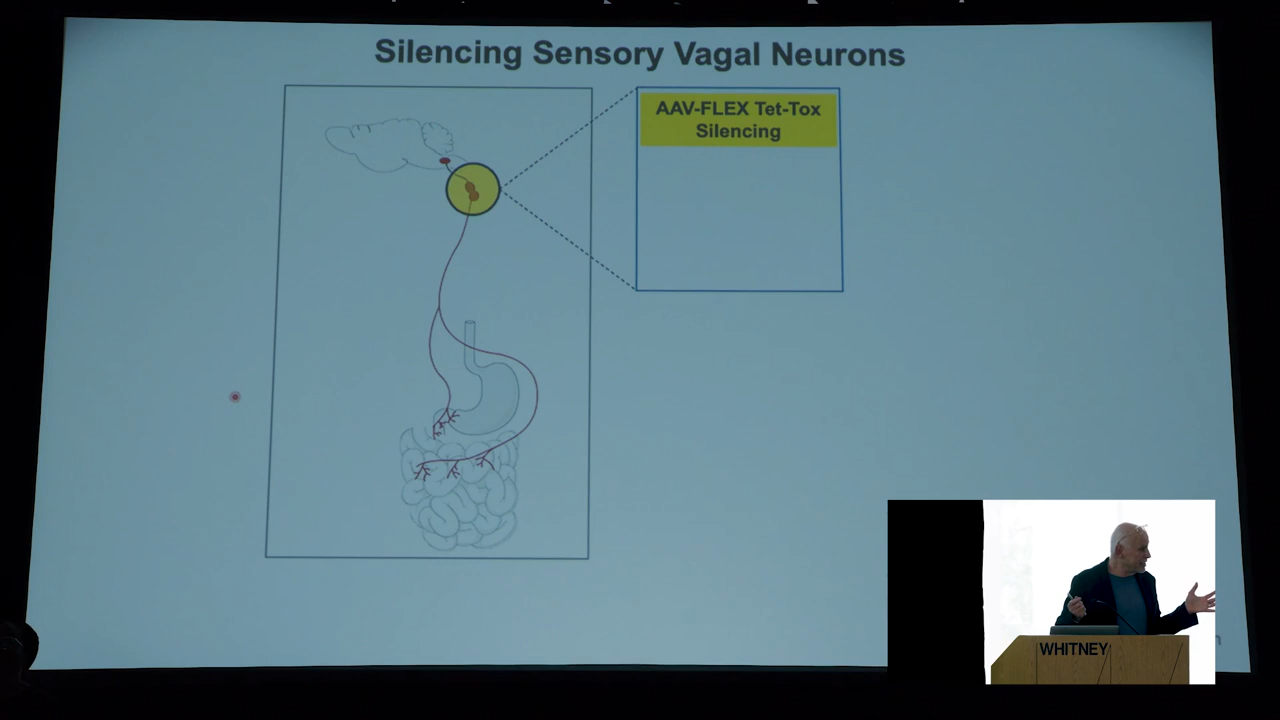 Silencing Sensory Vagal Neurons
AAV-FLEX Tet-Tox
Silencing
WHITNEY